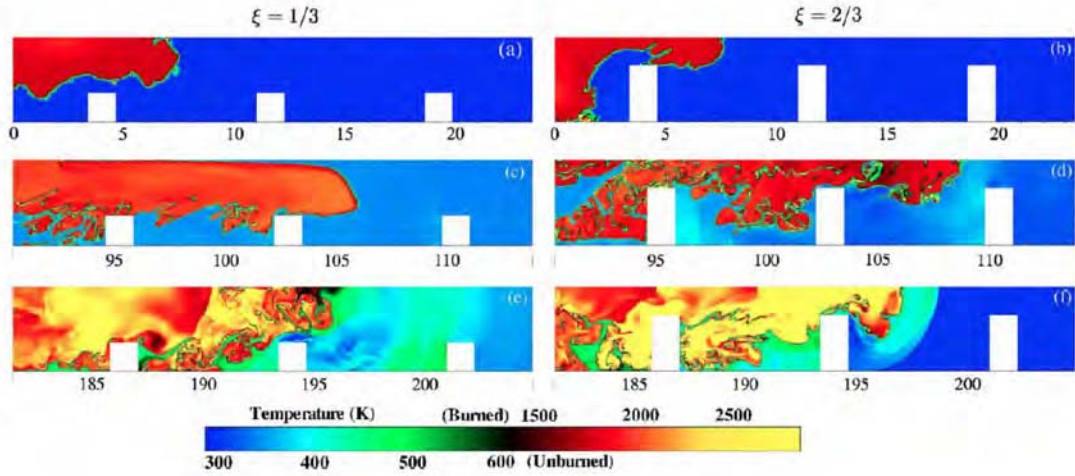 ξ = 1/3 ξ = 2/3
(a) (b)
0 5 10 15 20 0 5 10 15 20
(c) (d)
95 100 105 110 95 100 105 110
(e) (f)
185 190 195 200 185 190 195 200
Temperature (K) (Burned) 1500 2000 2500
300 400 500 600 (Unburned)